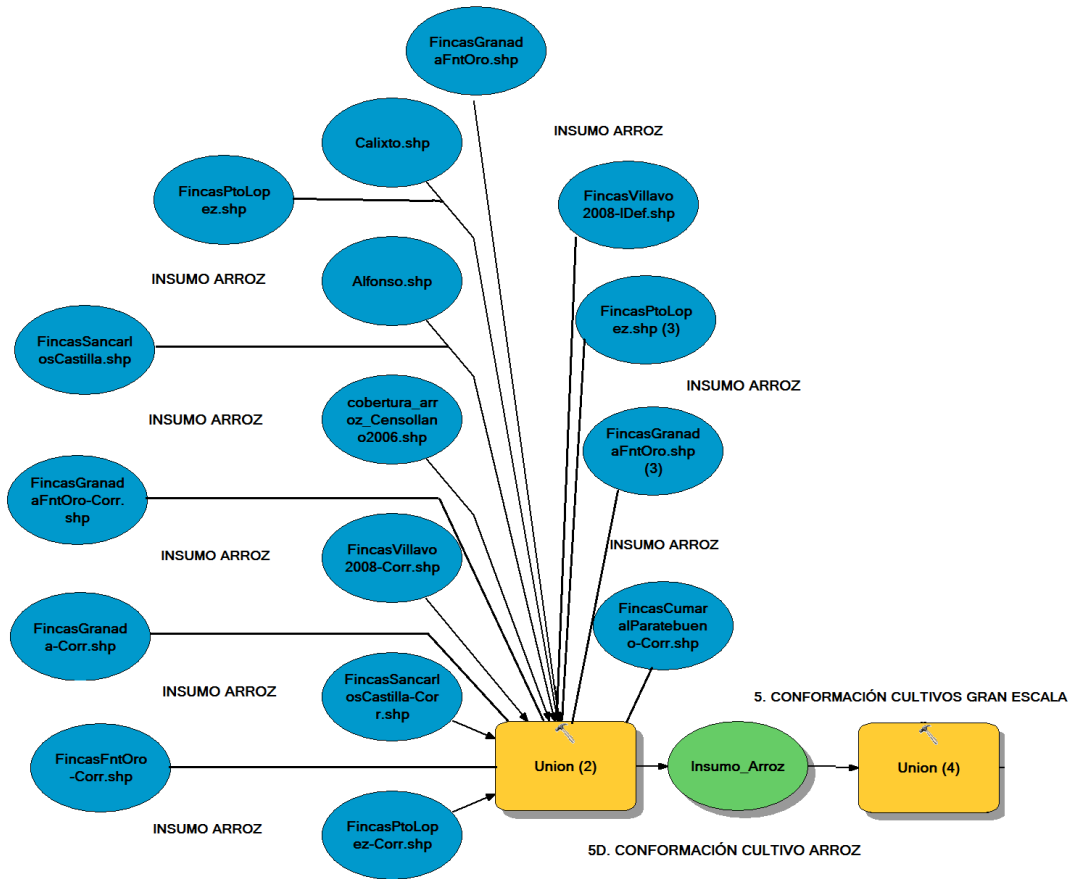 FincasGranad
aFntOro.shp
INSUMO ARROZ
Calixto.shp
FincasPtoLop
ez.shp
FincasVillavo
2008-IDef.shp
INSUMO ARROZ
Alfonso.shp
FincasPtoLop
ez.shp (3)
FincasSancarl
osCastilla.shp
INSUMO ARROZ
cobertura_arr
oz_Censollan
o2006.shp
INSUMO ARROZ
FincasGranad
aFntOro.shp
(3)
FincasGranad
aFntOro-Corr.
shp
INSUMO ARROZ
FincasVillavo
2008-Corr.shp
INSUMO ARROZ
FincasGranad
a-Corr.shp
FincasCumar
alParatebuen
o-Corr.shp
INSUMO ARROZ
FincasSancarl
osCastilla-Cor
r.shp
5. CONFORMACIÓN CULTIVOS GRAN ESCALA
FincasFntOro
-Corr.shp
Union (2)
Insumo_Arroz
Union (4)
INSUMO ARROZ
FincasPtoLop
ez-Corr.shp
5D. CONFORMACIÓN CULTIVO ARROZ